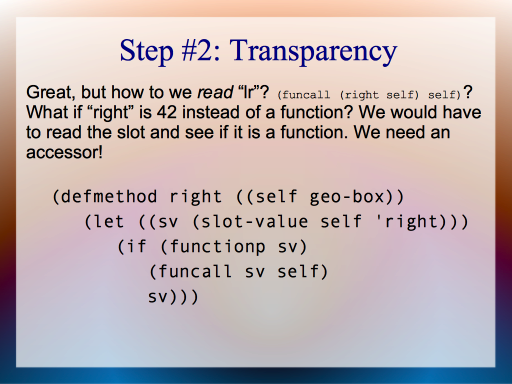 Step #2: Transparency
Great, but how to we read “lr”? (funcall (right self) self)?
What if “right” is 42 instead of a function? We would have
to read the slot and see if it is a function. We need an
accessor!
(defmethod right ((self geo-box))
(let ((sv (slot-value self 'right)))
(if (functionp sv)
(funcall sv self)
sv)))